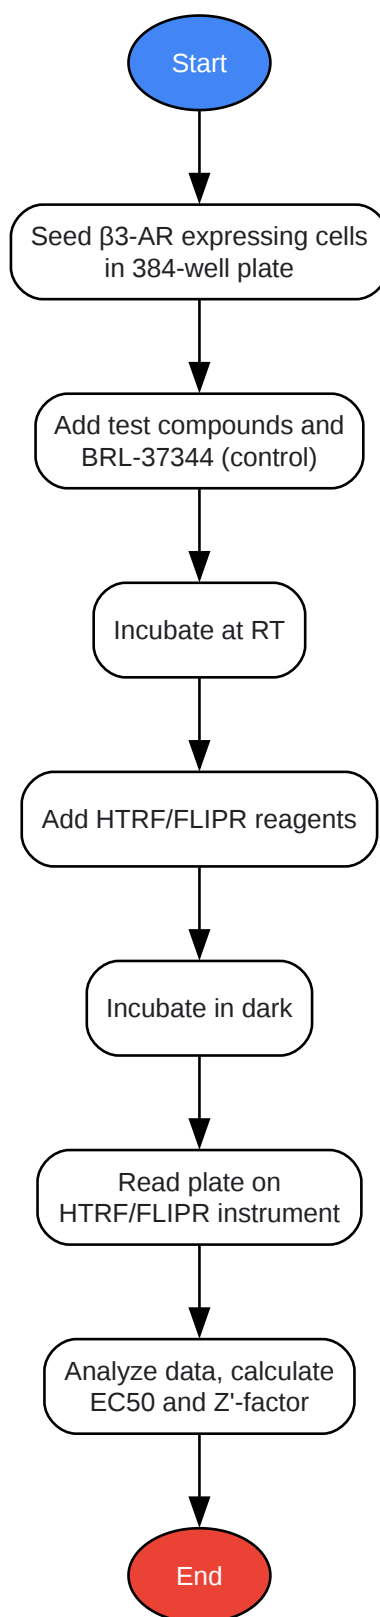 Start
Seed β3-AR expressing cells
in 384-well plate
Add test compounds and
BRL-37344 (control)
Incubate at RT
Add HTRF/FLIPR reagents
Incubate in dark
Read plate on
HTRF/FLIPR instrument
Analyze data, calculate
EC50 and Z'-factor
End